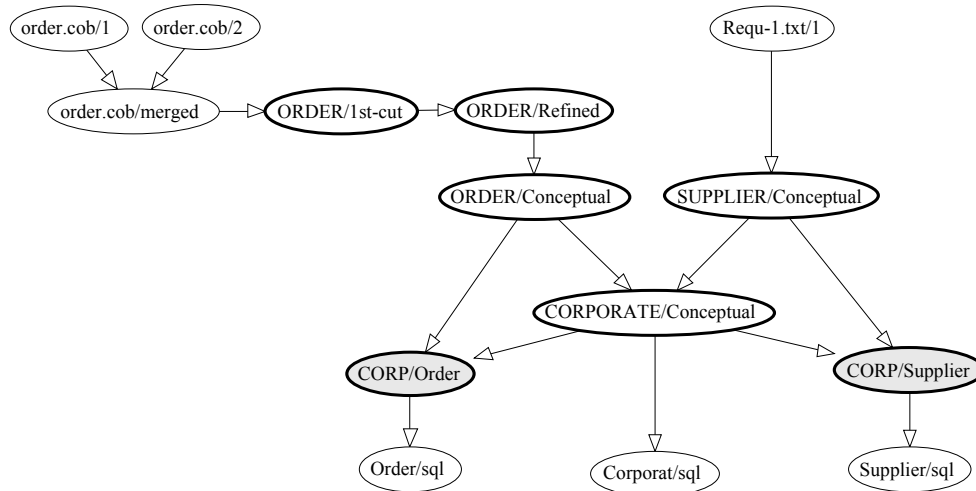 order.cob/1
order.cob/2
Requ-1.txt/1
order.cob/merged
ORDER/1st-cut
ORDER/Refined
ORDER/Conceptual
SUPPLIER/Conceptual
CORPORATE/Conceptual
CORP/Order
CORP/Supplier
Order/sql
Corporat/sql
Supplier/sql